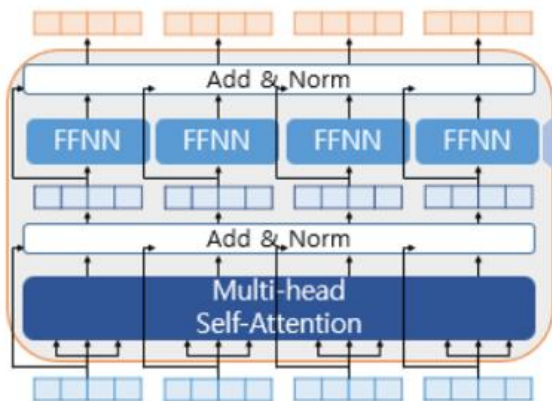 Add & Norm
FFNN FFNN FFNN FFNN
Add & Norm
Multi-head
Self-Attention